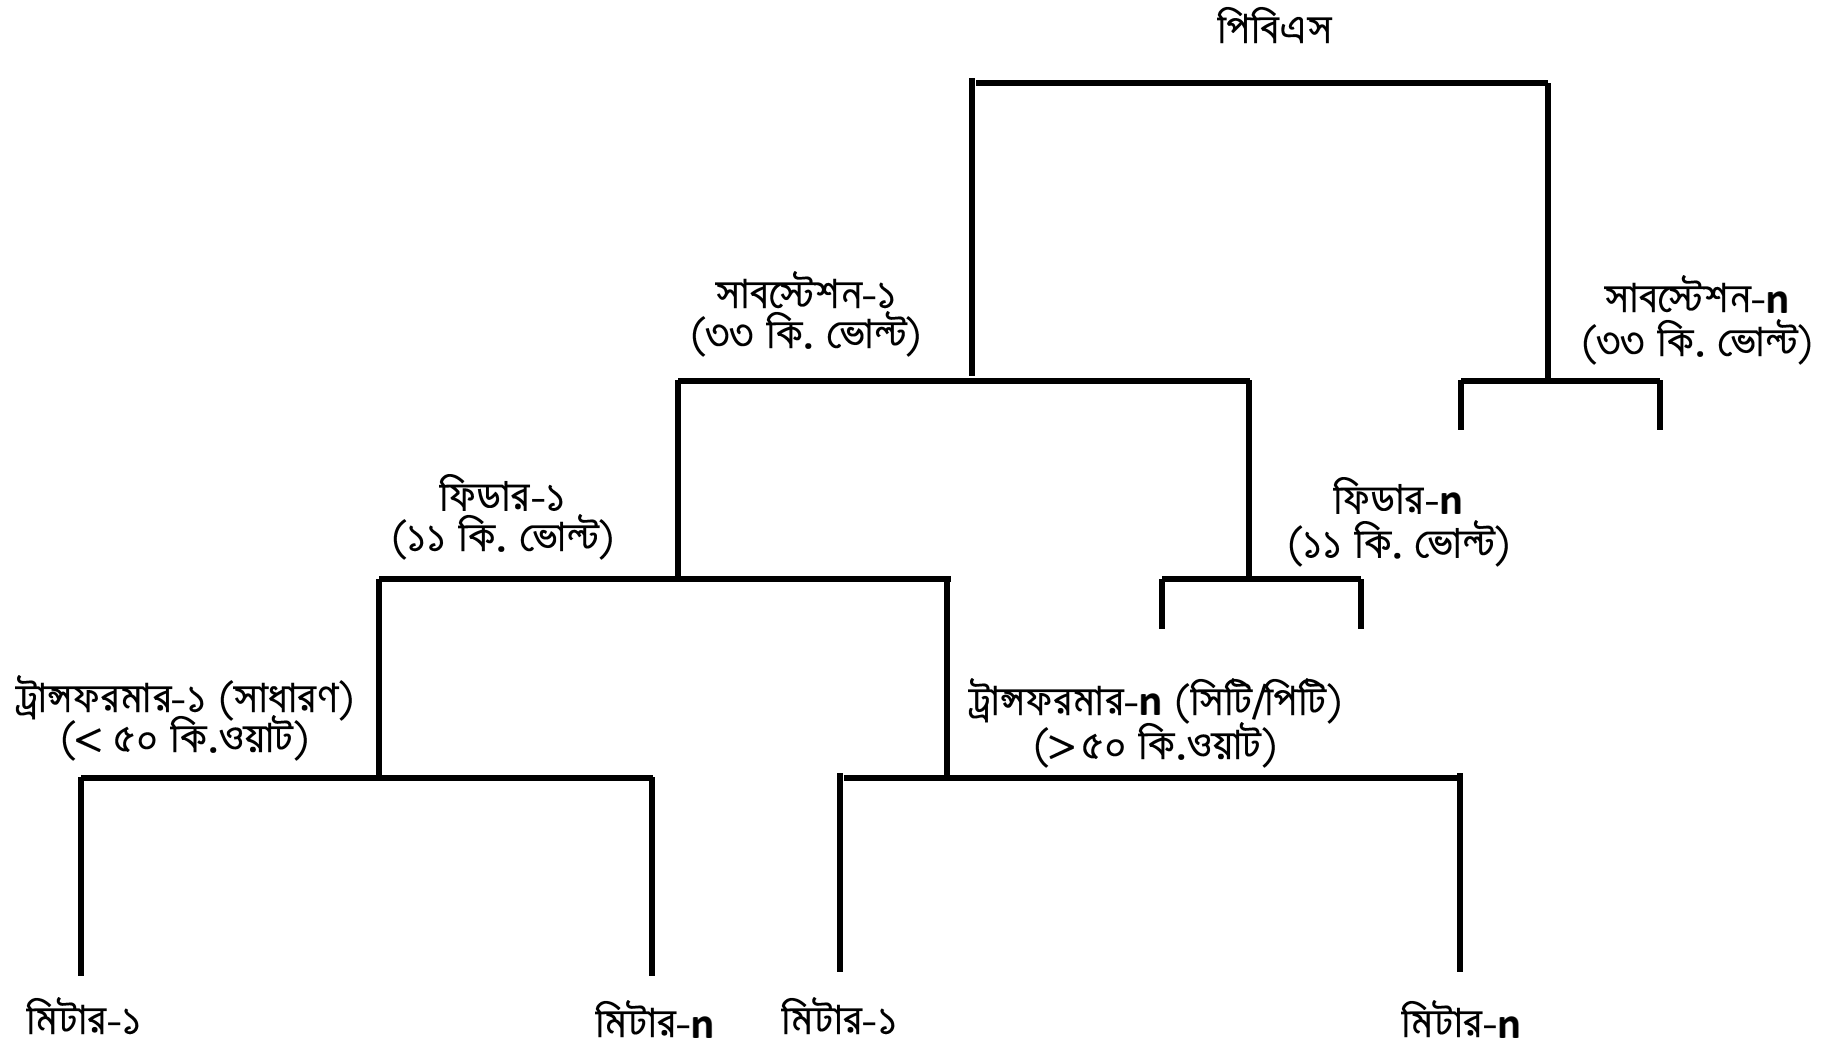 পিবিএস
সাবস্টেশন-১
(৩৩ কি. ভোল্ট)
সাবস্টেশন-n
(৩৩ কি. ভোল্ট)
ফিডার-১
(১১ কি. ভোল্ট)
ফিডার-n
(১১ কি. ভোল্ট)
ট্রান্সফরমার-১ (সাধারণ)
(< ৫০ কি.ওয়াট)
ট্রান্সফরমার-n (সিটি/পিটি)
(> ৫০ কি.ওয়াট)
মিটার-১
মিটার-n
মিটার-১
মিটার-n